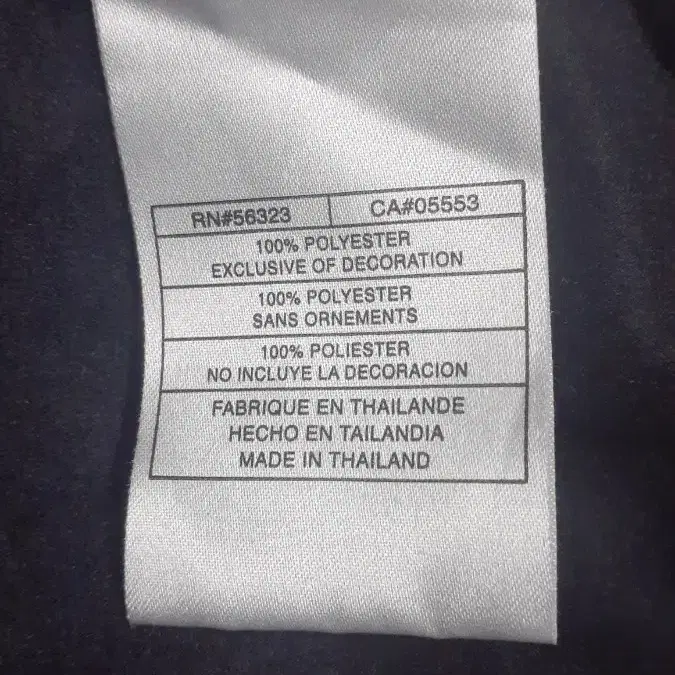 RN#56323 CA#05553
100% POLYESTER
EXCLUSIVE OF DECORATION
100% POLYESTER
SANS ORNEMENTS
100% POLIESTER
NO INCLUYE LA DECORACION
FABRIQUE EN THAILANDE
HECHO EN TAILANDIA
MADE IN THAILAND